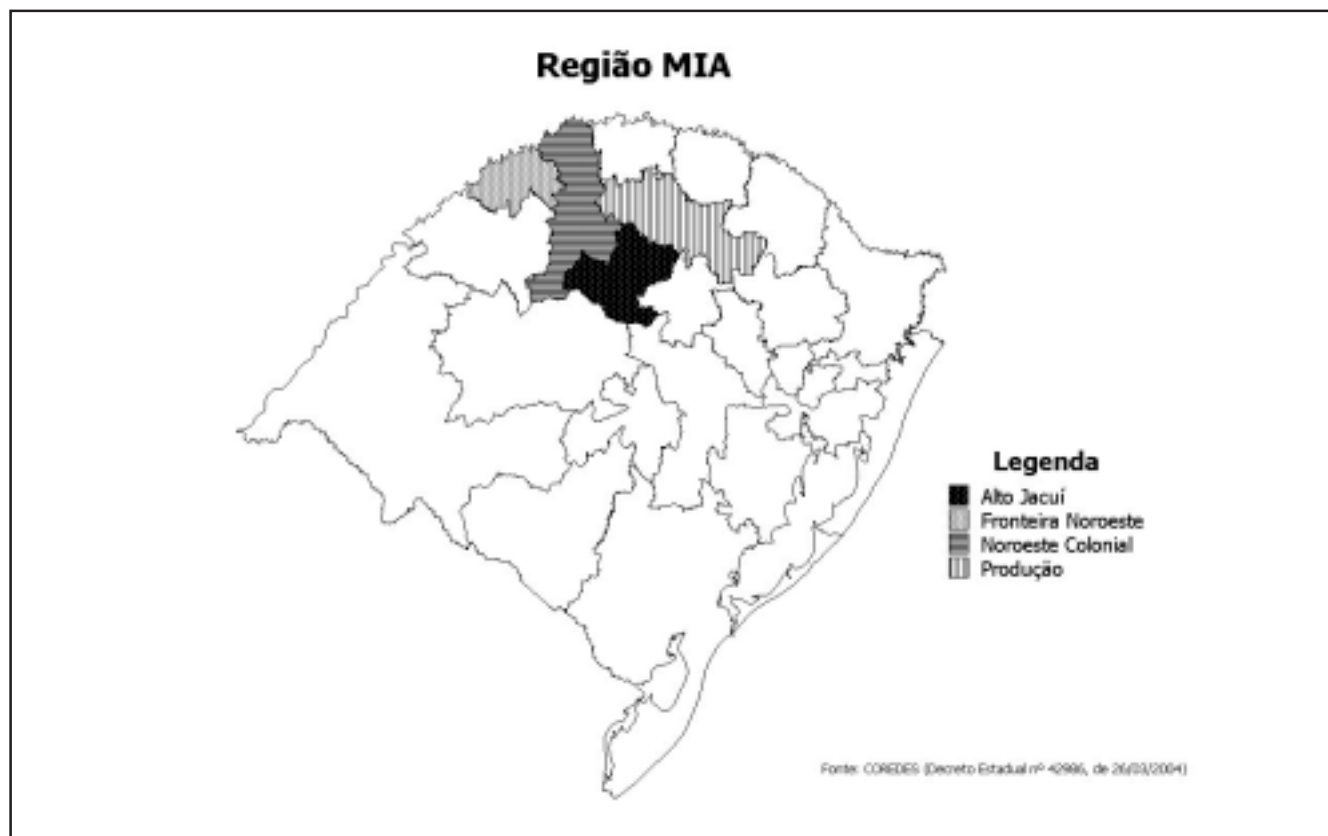 Região MIA
Legenda
Alto Jacuí
Fronteira Noroeste
Noroeste Colonial
Produção
Fonte: COREDES (Decreto Estadual nº 42986, de 26/03/2004)